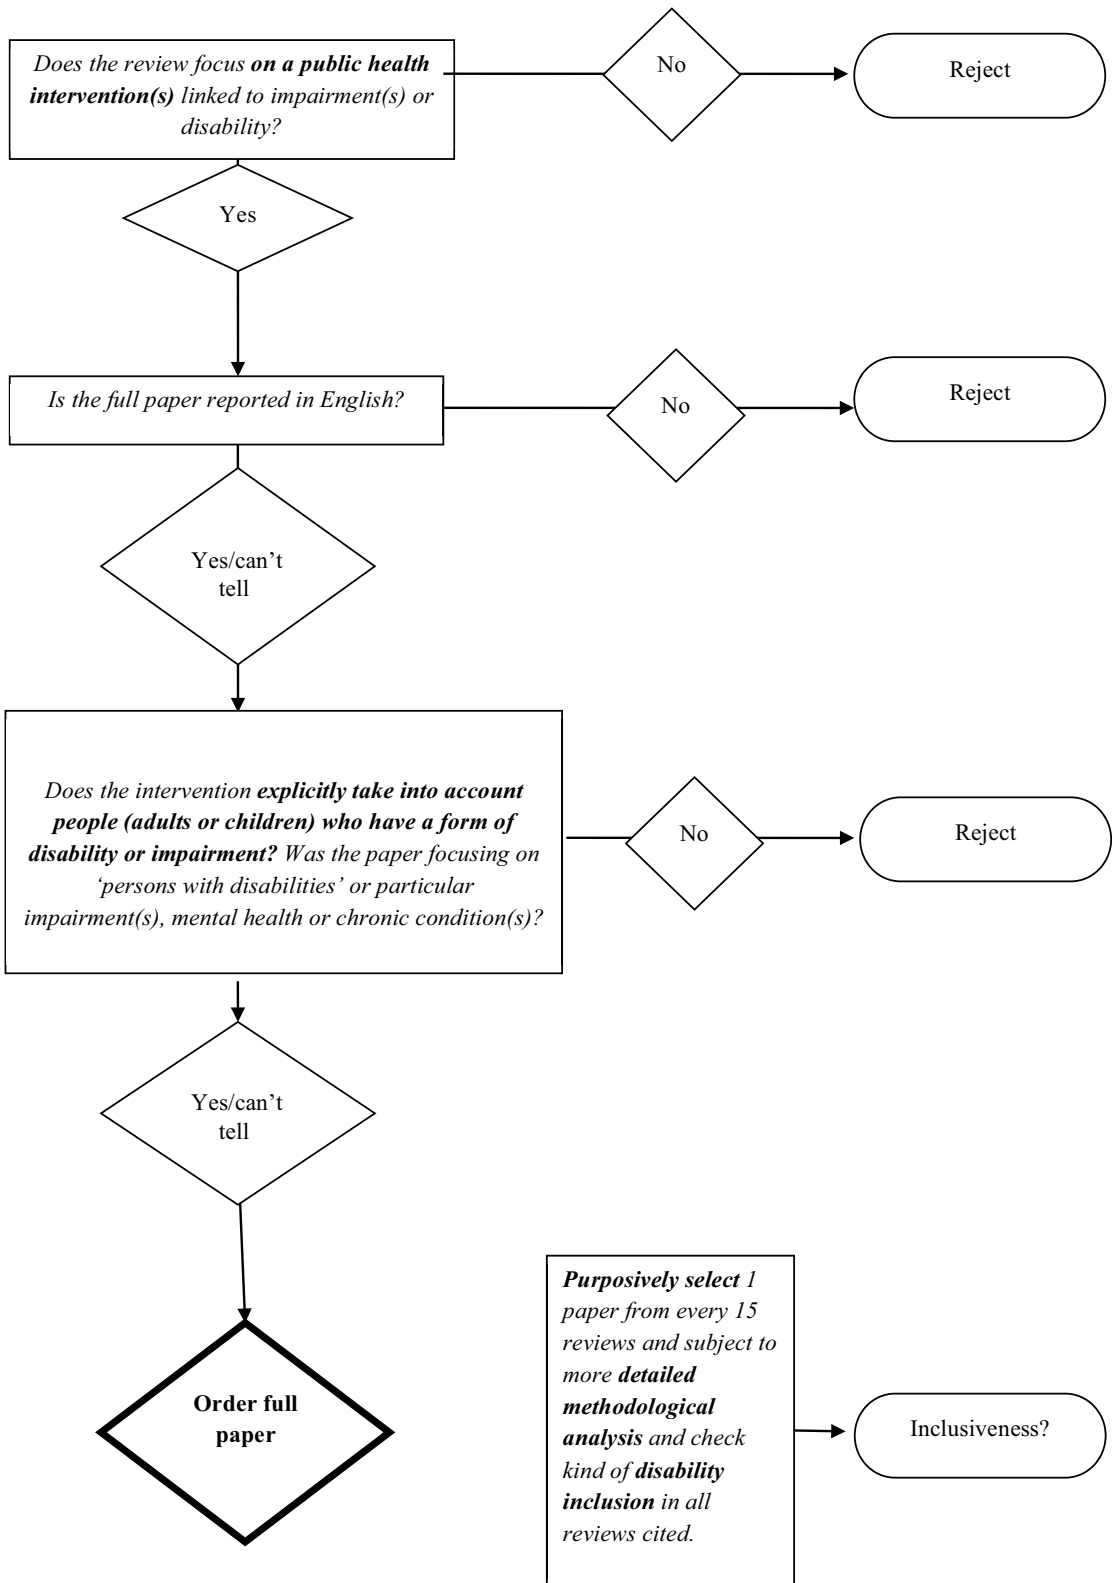 Does the review focus on a public health
intervention(s) linked to impairment(s) or
disability?
No
Reject
Yes
Is the full paper reported in English?
No
Reject
Yes/can’t
tell
Does the intervention explicitly take into account
people (adults or children) who have a form of
disability or impairment? Was the paper focusing on
‘persons with disabilities’ or particular
impairment(s), mental health or chronic condition(s)?
No
Reject
Yes/can’t
tell
Order full
paper
Purposively select 1
paper from every 15
reviews and subject to
more detailed
methodological
analysis and check
kind of disability
inclusion in all
reviews cited.
Inclusiveness?